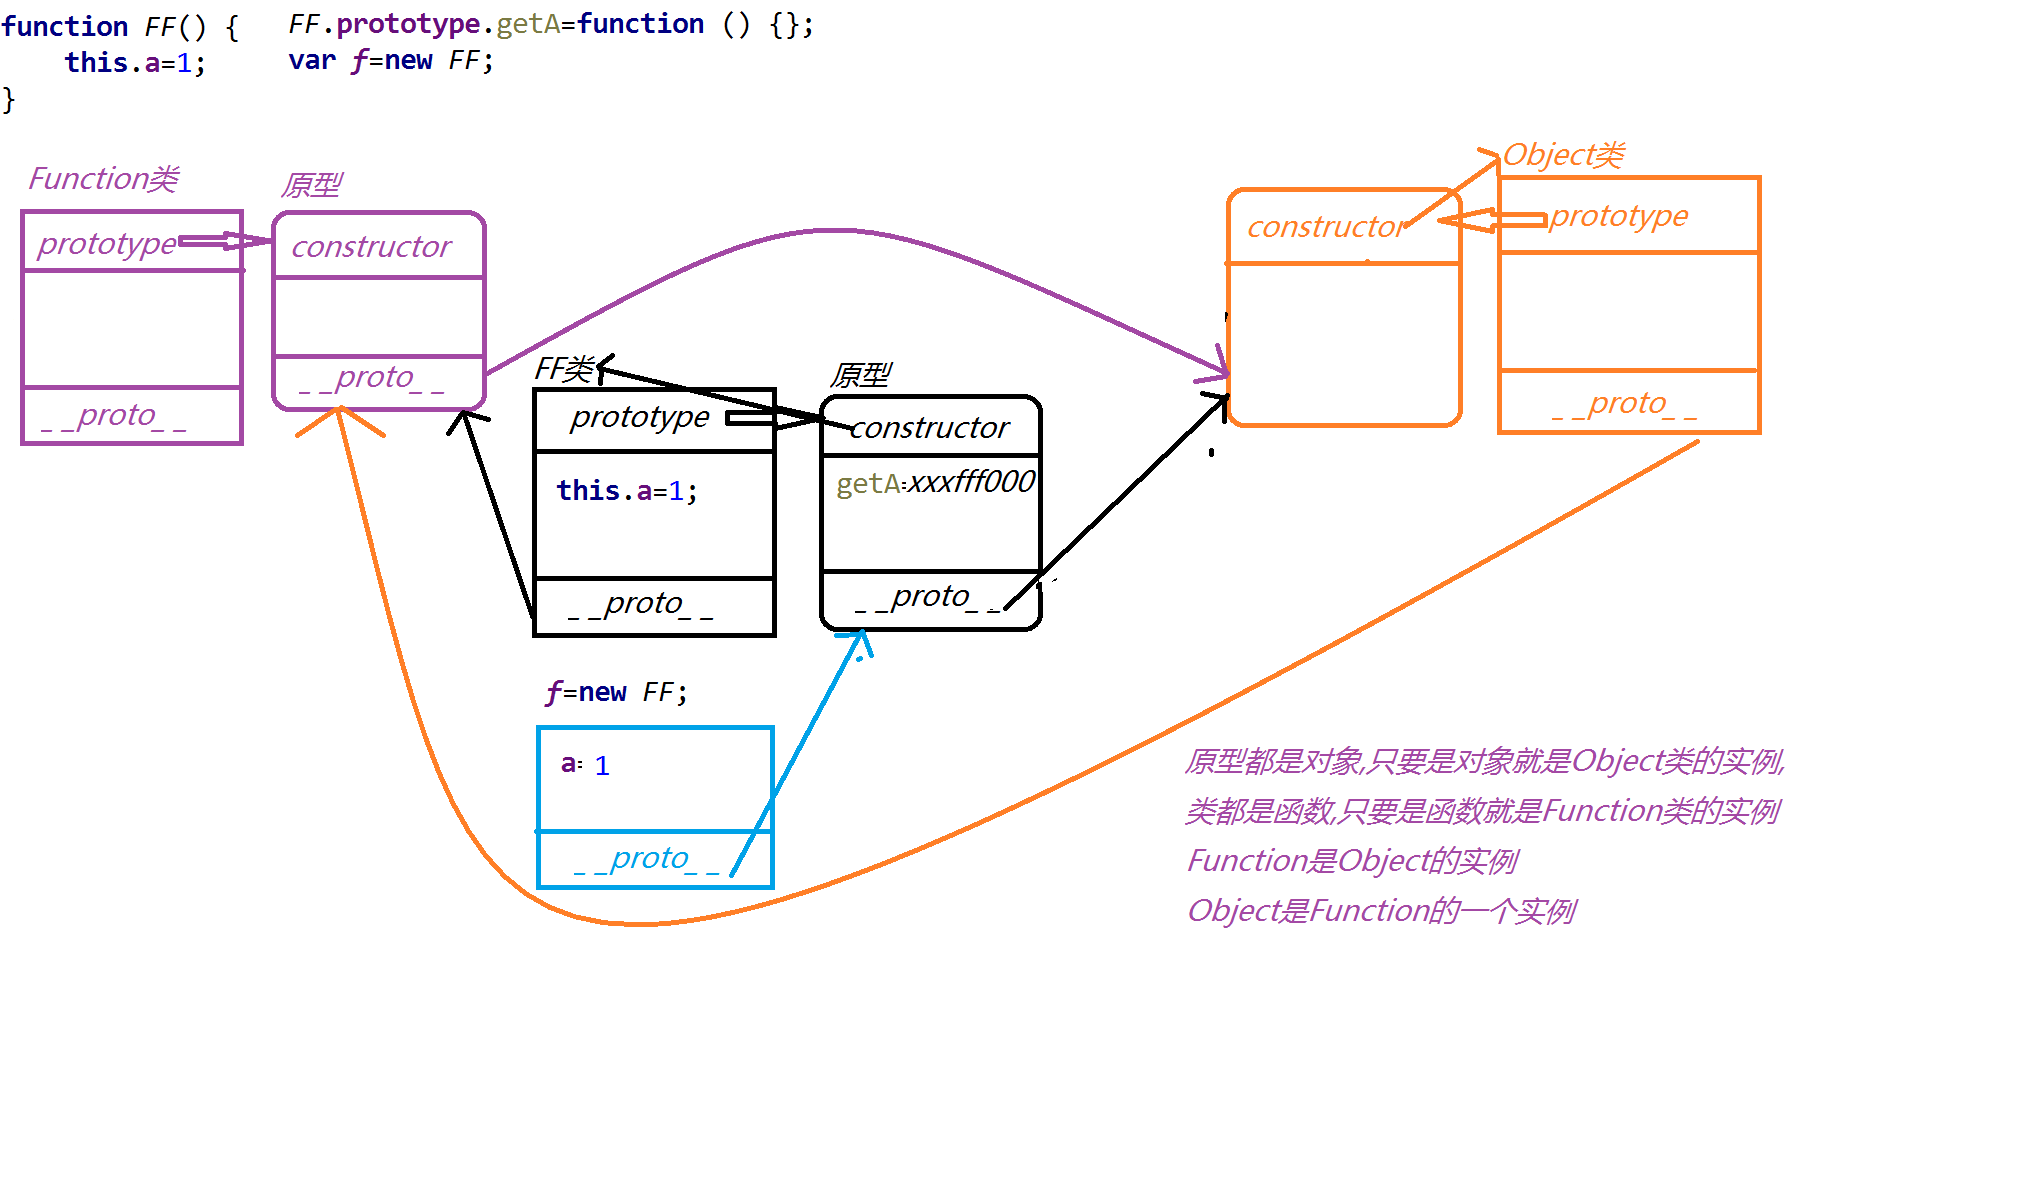 function FF() {
    this.a=1;
}
FF.prototype.getA=function () {};
var f=new FF;
Function类
prototype
_ _proto_ _
原型
constructor
_ _proto_ _
FF类
prototype
this.a=1;
_ _proto_ _
原型
constructor
getA:xxxfff000
_ _proto_ _
constructor
Object类
prototype
_ _proto_ _
f=new FF;
a: 1
_ _proto_ _
原型都是对象,只要是对象就是Object类的实例,
类都是函数,只要是函数就是Function类的实例
Function是Object的实例
Object是Function的一个实例